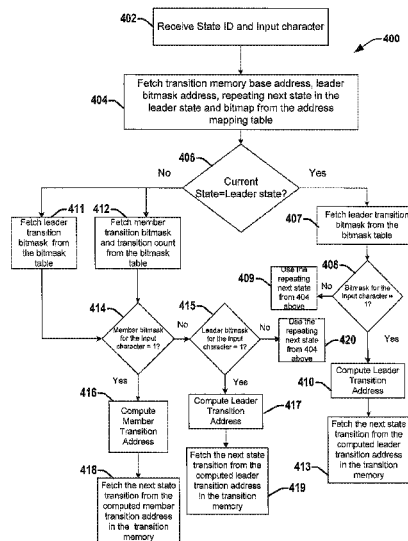 402
Receive State ID and Input character
400
404
Fetch transition memory base address, leader
bitmask address, repeating next state in the
leader state and bitmap from the address
mapping table
406
No
Yes
Current
State=Leader state?
411
412
407
Fetch leader
transition
bitmask from
the bitmask
table
Fetch member
transition bitmask
and transition count
from the bitmask
table
Fetch leader transition
bitmask from the
bitmask table
409
408
Use the
repeating
next state
from 404
above
No
Bitmask for the
input character =
1?
Yes
414
415
Member bitmask
for the input
character = 1?
No
Leader bitmask
for the input
character = 1?
No
Use the
repeating
next state
from 404
above
420
Yes
Yes
410
Compute Leader
Transition
Address
416
Compute
Member
Transition
Address
Compute Leader
Transition
Address
417
413
Fetch the next state
transition from the
computed leader
transition address
in the transition
memory
418
Fetch the next state
transition from the
computed member
transition address
in the transition
memory
Fetch the next state
transition from the
computed leader
transition address
in the transition
memory
419